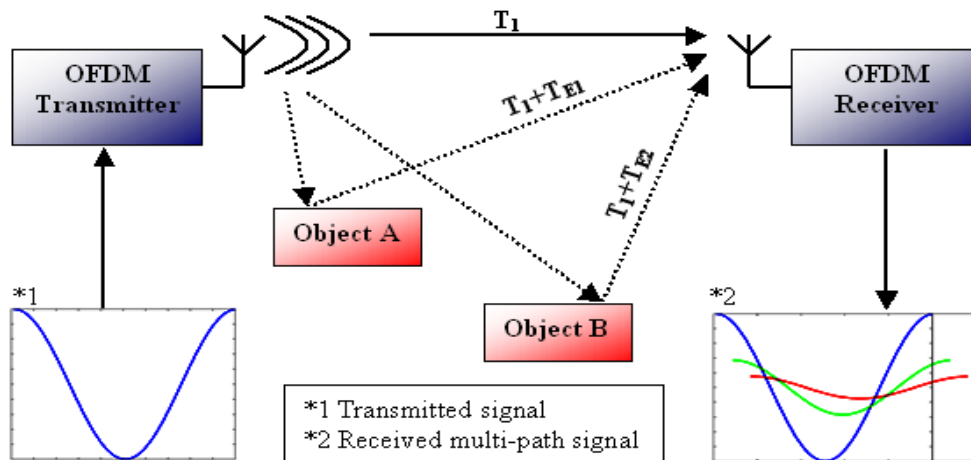 T1
OFDM
Transmitter
OFDM
Receiver
T1+TE1
T1+TE2
Object A
Object B
*1
*2
*1 Transmitted signal
*2 Received multi-path signal